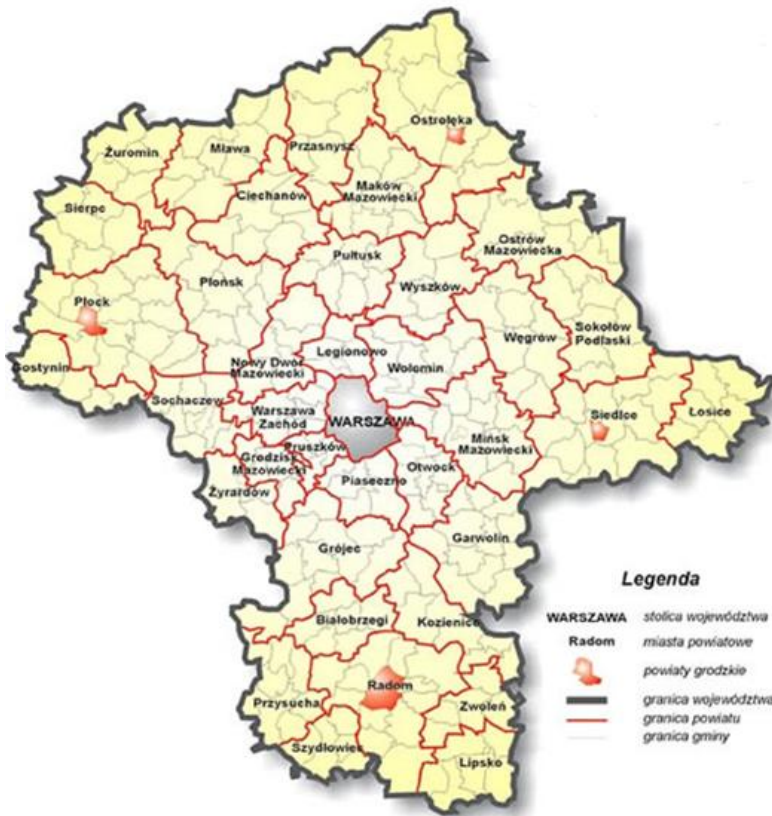 Ostrołęka
Żuromin
Mława
Przasnysz
Ciechanów
Maków
Mazowiecki
Sierpc
Ostrów
Mazowiecka
Pułtusk
Płońsk
Wyszków
Płock
Sokołów
Podlaski
Węgrów
Legionowo
Nowy Dwór
Mazowiecki
Wołomin
Gostynin
Sochaczew
Warszawa
Zachód
WARSZAWA
Siedlce
Łosice
Mińsk
Mazowiecki
Pruszków
Grodzisk
Mazowiecki
Otwock
Piaseczno
Żyrardów
Garwolin
Grójec
Białobrzegi
Kozienice
Radom
Przysucha
Zwoleń
Szydłowiec
Lipsko
Legenda
WARSZAWA stolica województwa
Radom miasta powiatowe
powiaty grodzkie
granica województwa
granica powiatu
granica gminy